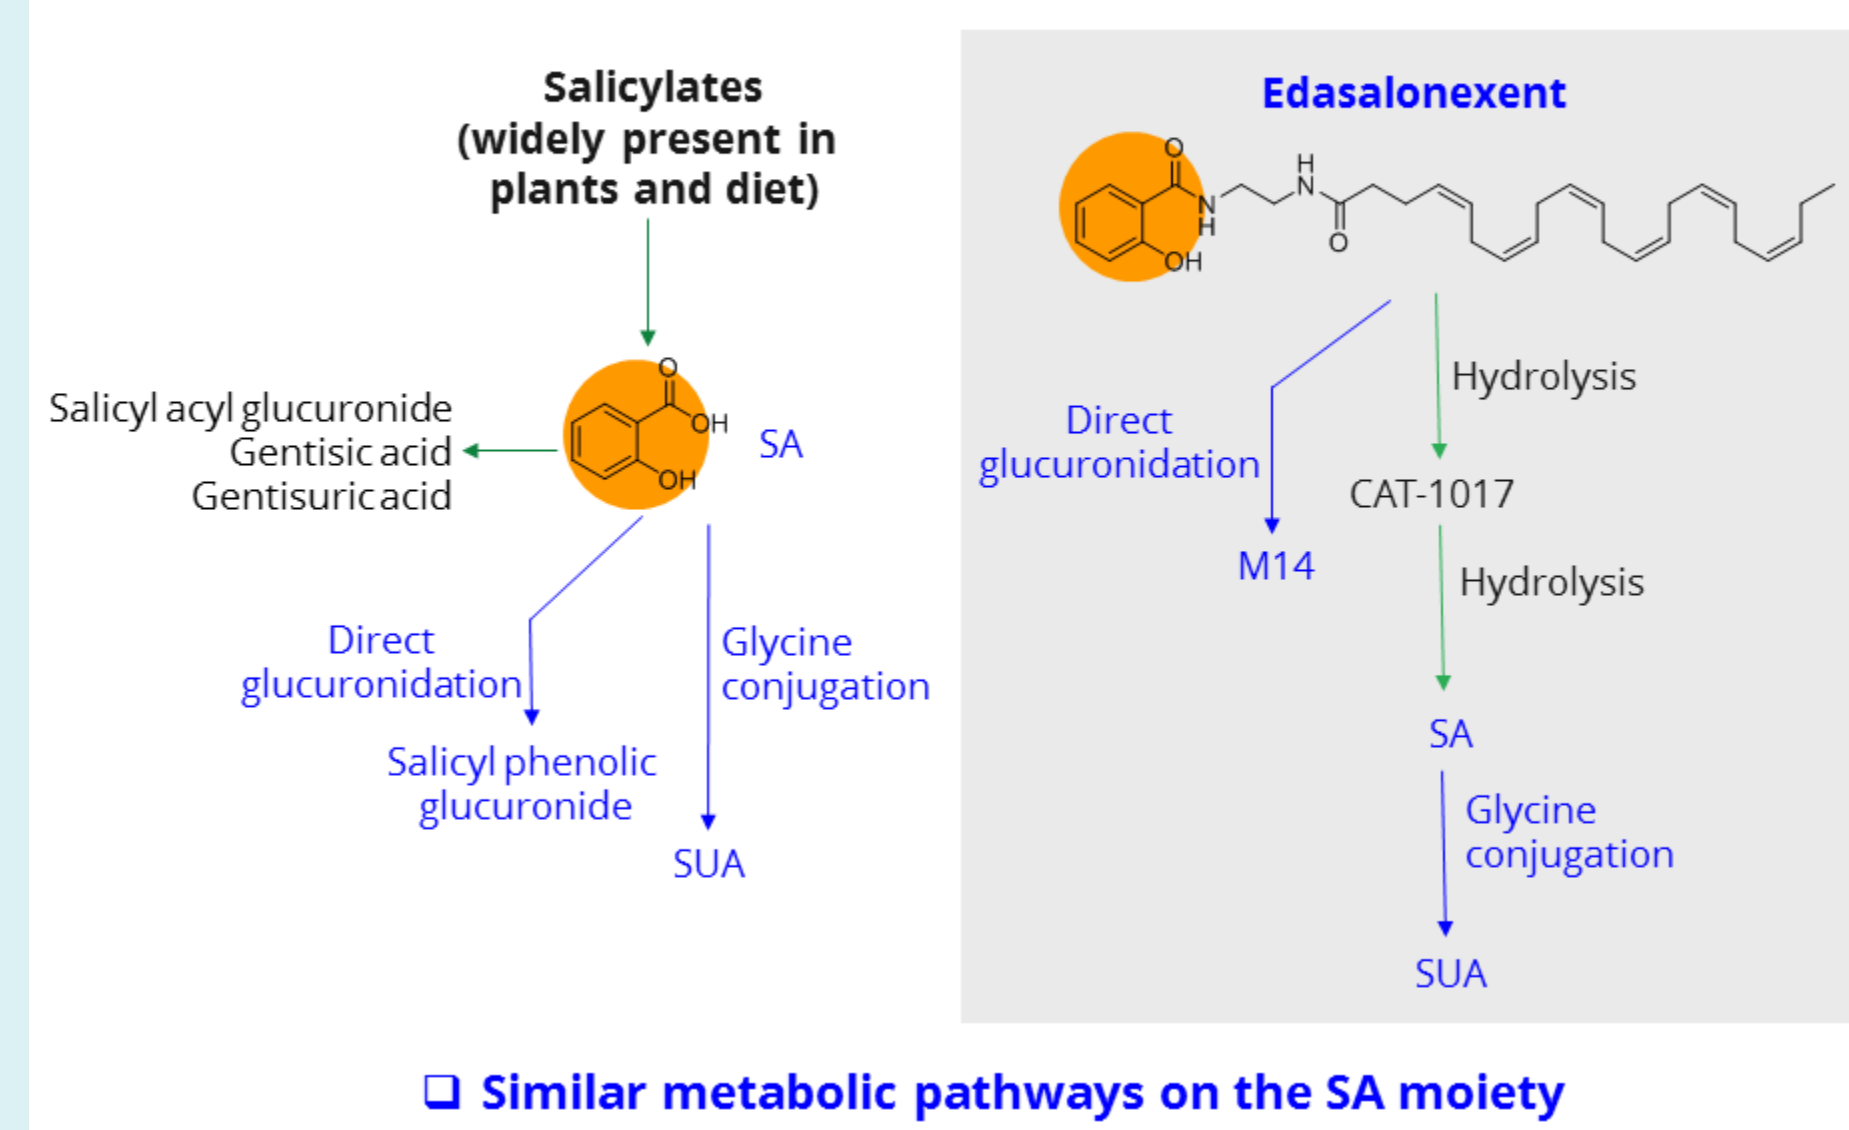 Salicylates
(widely present in
plants and diet)
O
OH
OH
SA
Salicyl acyl glucuronide
Gentisic acid
Gentisuric acid
Direct
glucuronidation
Glycine
conjugation
Salicyl phenolic
glucuronide
SUA
Edasalonexent
O
N
H
OH
H
N
O
Direct
glucuronidation
Hydrolysis
CAT-1017
M14
Hydrolysis
SA
Glycine
conjugation
SUA
❑ Similar metabolic pathways on the SA moiety